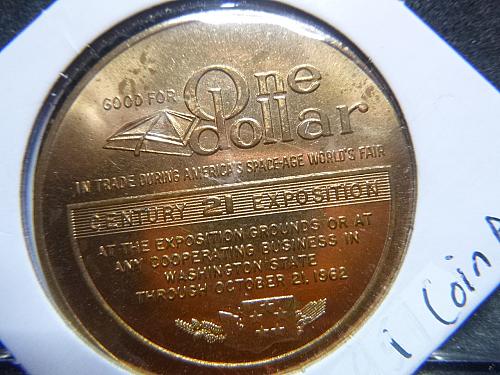 GOOD FOR One
dollar
IN TRADE DURING AMERICA'S SPACE-AGE WORLD'S FAIR
CENTURY 21 EXPOSITION
AT THE EXPOSITION GROUNDS OR AT
ANY COOPERATING BUSINESS IN
WASHINGTON STATE
THROUGH OCTOBER 21, 1962
1 Coin